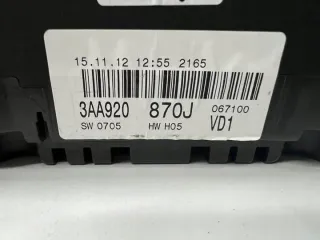 15.11.12 12:55 2165
3AA920 870J 067100
SW 0705 HW H05 VD1